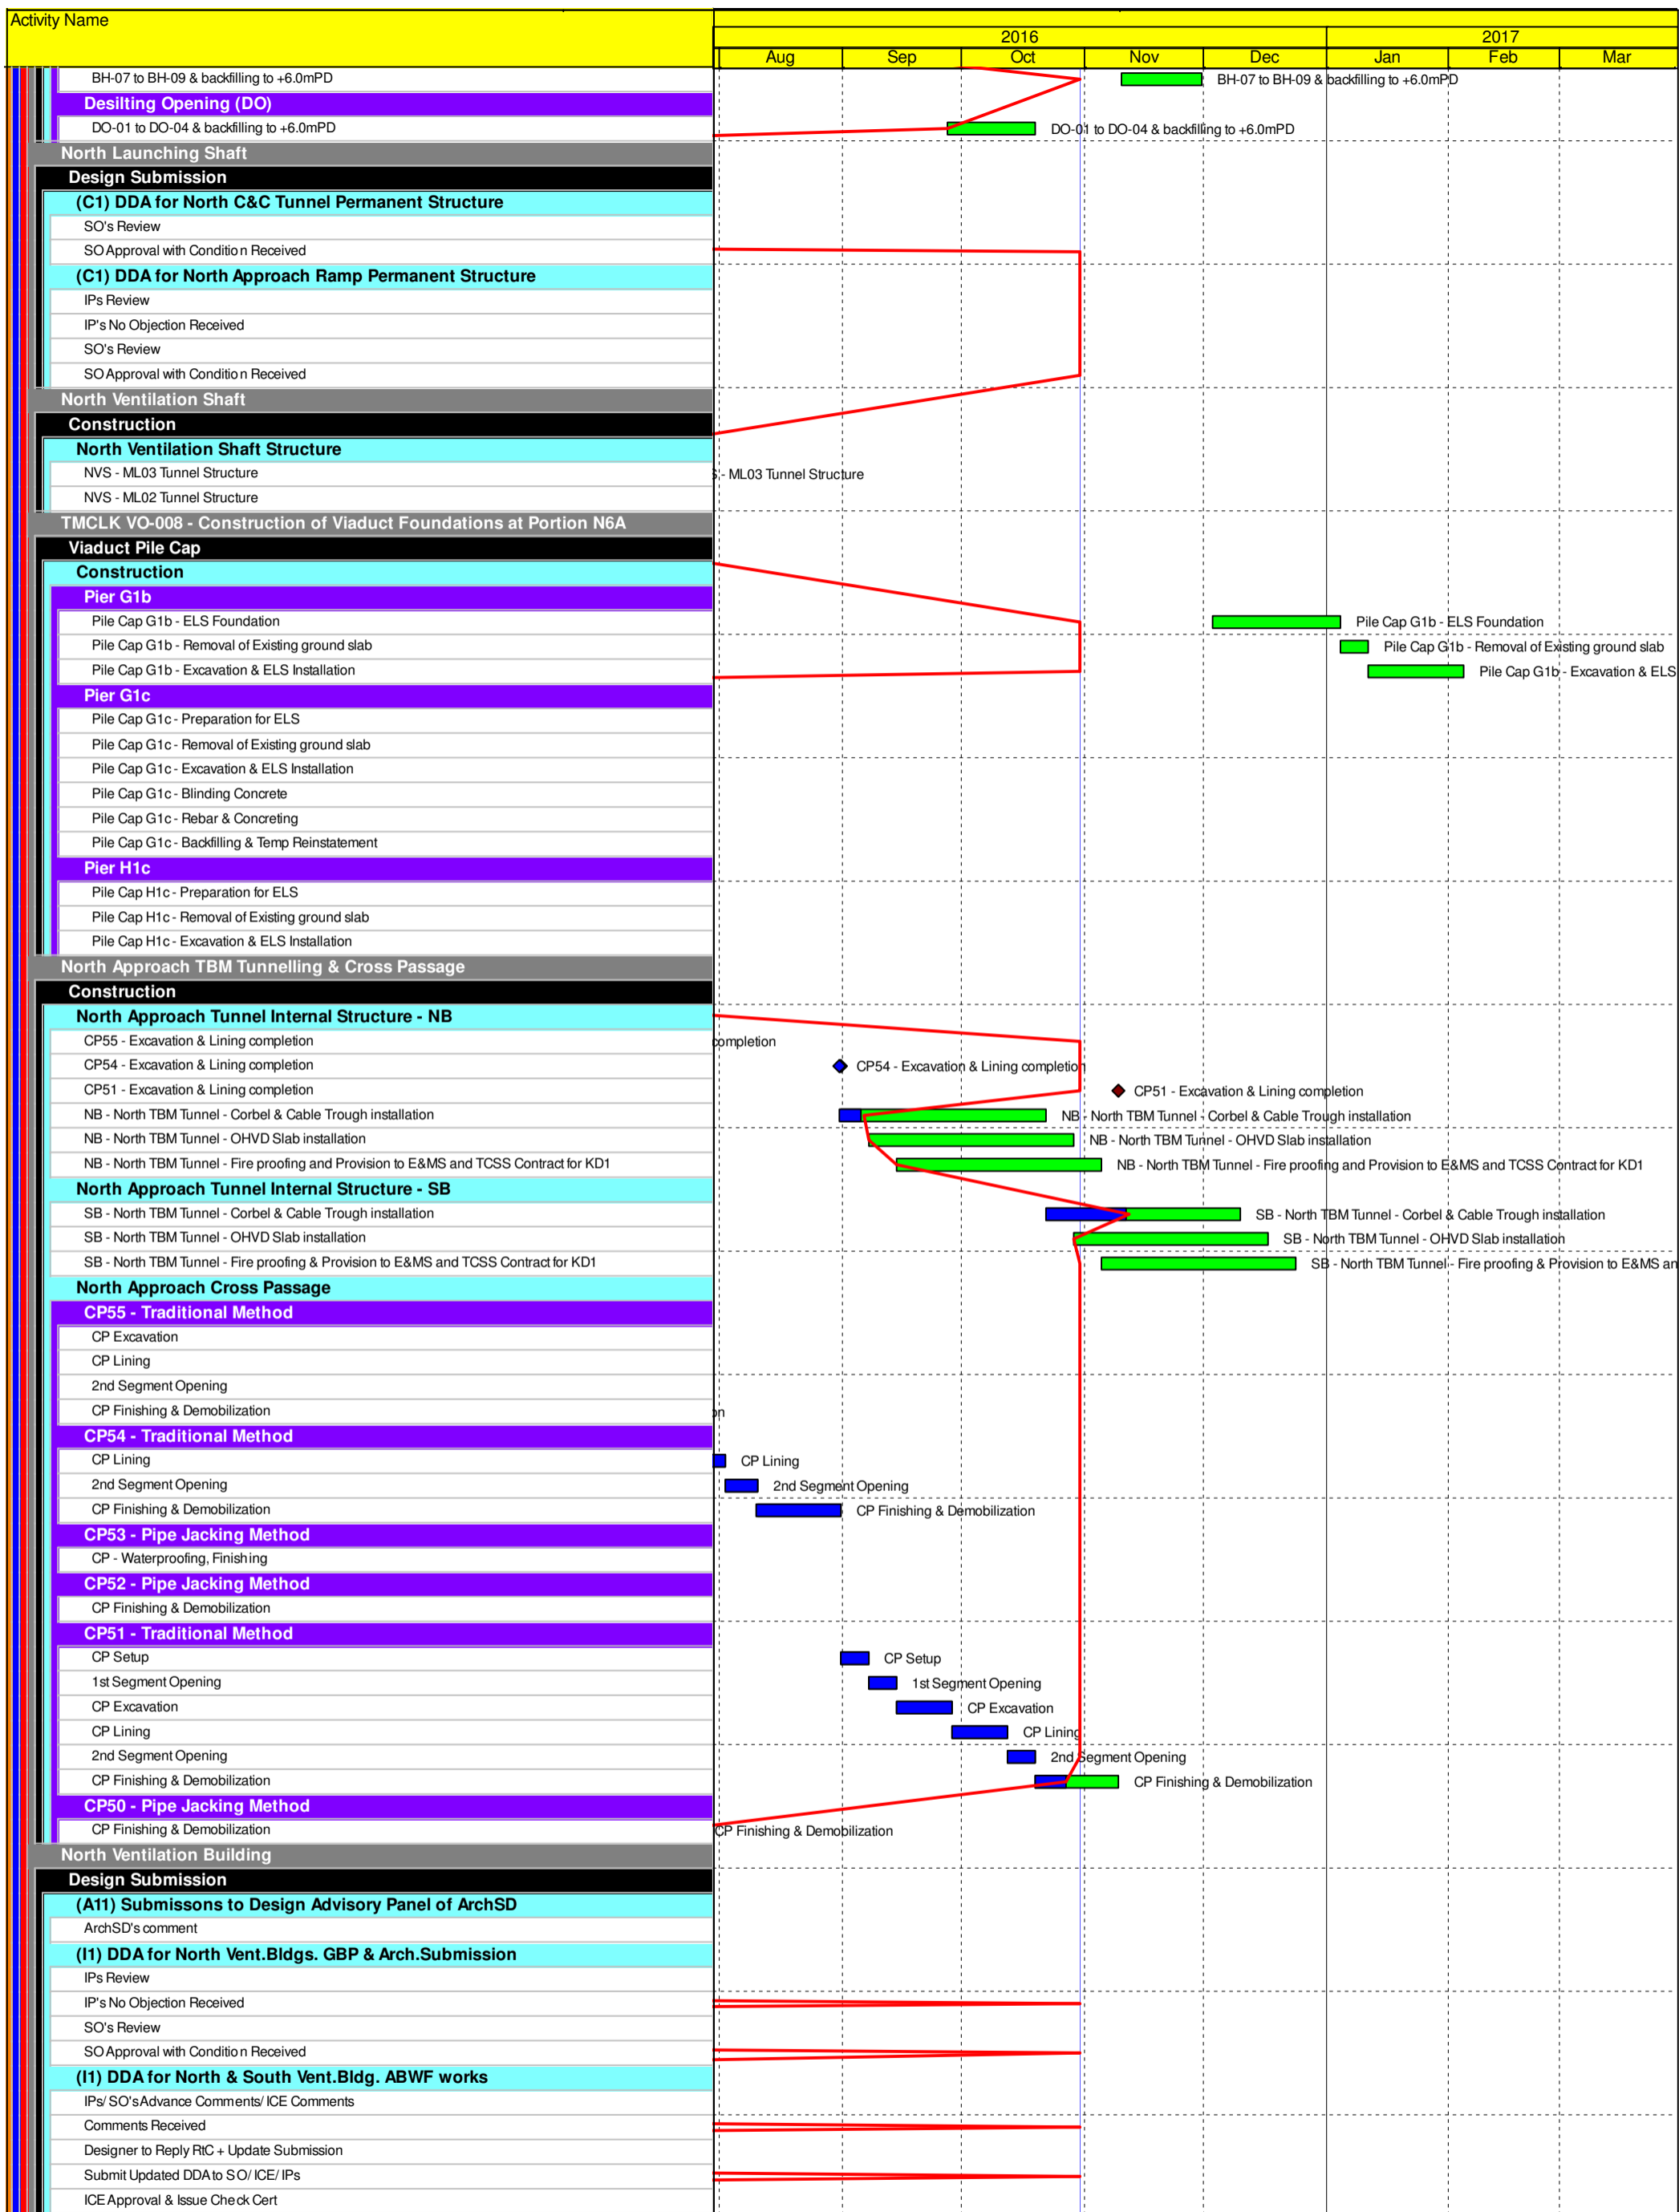 Activity Name
2016 2017
Aug Sep Oct Nov Dec Jan Feb Mar
BH-07 to BH-09 & backfilling to +6.0mPD BH-07 to BH-09 & backfilling to +6.0mPD
Desilting Opening (DO)
DO-01 to DO-04 & backfilling to +6.0mPD DO-01 to DO-04 & backfilling to +6.0mPD
North Launching Shaft
Design Submission
(C1) DDA for North C&C Tunnel Permanent Structure
SO's Review
SO Approval with Condition Received
(C1) DDA for North Approach Ramp Permanent Structure
IPs Review
IP's No Objection Received
SO's Review
SO Approval with Condition Received
North Ventilation Shaft
Construction
North Ventilation Shaft Structure
NVS - ML03 Tunnel Structure - ML03 Tunnel Structure
NVS - ML02 Tunnel Structure
TMCLK VO-008 - Construction of Viaduct Foundations at Portion N6A
Viaduct Pile Cap
Construction
Pier G1b
Pile Cap G1b - ELS Foundation Pile Cap G1b - ELS Foundation
Pile Cap G1b - Removal of Existing ground slab Pile Cap G1b - Removal of Existing ground slab
Pile Cap G1b - Excavation & ELS Installation Pile Cap G1b - Excavation & ELS
Pier G1c
Pile Cap G1c - Preparation for ELS
Pile Cap G1c - Removal of Existing ground slab
Pile Cap G1c - Excavation & ELS Installation
Pile Cap G1c - Blinding Concrete
Pile Cap G1c - Rebar & Concreting
Pile Cap G1c - Backfilling & Temp Reinstatement
Pier H1c
Pile Cap H1c - Preparation for ELS
Pile Cap H1c - Removal of Existing ground slab
Pile Cap H1c - Excavation & ELS Installation
North Approach TBM Tunnelling & Cross Passage
Construction
North Approach Tunnel Internal Structure - NB
CP55 - Excavation & Lining completion completion
CP54 - Excavation & Lining completion CP54 - Excavation & Lining completion
CP51 - Excavation & Lining completion CP51 - Excavation & Lining completion
NB - North TBM Tunnel - Corbel & Cable Trough installation NB - North TBM Tunnel - Corbel & Cable Trough installation
NB - North TBM Tunnel - OHVD Slab installation NB - North TBM Tunnel - OHVD Slab installation
NB - North TBM Tunnel - Fire proofing and Provision to E&MS and TCSS Contract for KD1 NB - North TBM Tunnel - Fire proofing and Provision to E&MS and TCSS Contract for KD1
North Approach Tunnel Internal Structure - SB
SB - North TBM Tunnel - Corbel & Cable Trough installation SB - North TBM Tunnel - Corbel & Cable Trough installation
SB - North TBM Tunnel - OHVD Slab installation SB - North TBM Tunnel - OHVD Slab installation
SB - North TBM Tunnel - Fire proofing & Provision to E&MS and TCSS Contract for KD1 SB - North TBM Tunnel - Fire proofing & Provision to E&MS an
North Approach Cross Passage
CP55 - Traditional Method
CP Excavation
CP Lining
2nd Segment Opening
CP Finishing & Demobilization
CP54 - Traditional Method
CP Lining CP Lining
2nd Segment Opening 2nd Segment Opening
CP Finishing & Demobilization CP Finishing & Demobilization
CP53 - Pipe Jacking Method
CP - Waterproofing, Finishing
CP52 - Pipe Jacking Method
CP Finishing & Demobilization
CP51 - Traditional Method
CP Setup CP Setup
1st Segment Opening 1st Segment Opening
CP Excavation CP Excavation
CP Lining CP Lining
2nd Segment Opening 2nd Segment Opening
CP Finishing & Demobilization CP Finishing & Demobilization
CP50 - Pipe Jacking Method
CP Finishing & Demobilization CP Finishing & Demobilization
North Ventilation Building
Design Submission
(A11) Submissons to Design Advisory Panel of ArchSD
ArchSD's comment
(I1) DDA for North Vent.Bldgs. GBP & Arch.Submission
IPs Review
IP's No Objection Received
SO's Review
SO Approval with Condition Received
(I1) DDA for North & South Vent.Bldg. ABWF works
IPs/ SO's Advance Comments/ ICE Comments
Comments Received
Designer to Reply RtC + Update Submission
Submit Updated DDA to SO/ ICE/ IPs
ICE Approval & Issue Check Cert